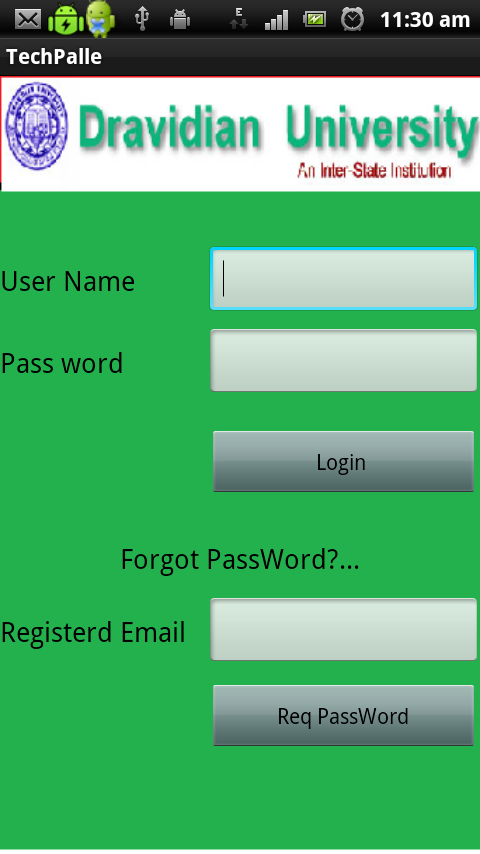 E
11:30 am
TechPalle
Dravidian University
An Inter-State Institution
User Name
Pass word
Login
Forgot PassWord?...
Registerd Email
Req PassWord